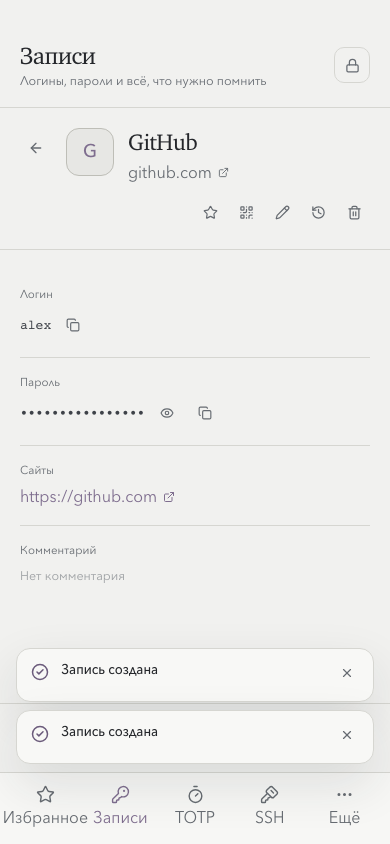 Записи
Логины, пароли и всё, что нужно помнить
G
GitHub
github.com
Логин
alex
Пароль
••••••••••••••••
Сайты
https://github.com
Комментарий
Нет комментария
Запись создана
Запись создана
Избранное Записи TOTP SSH Ещё